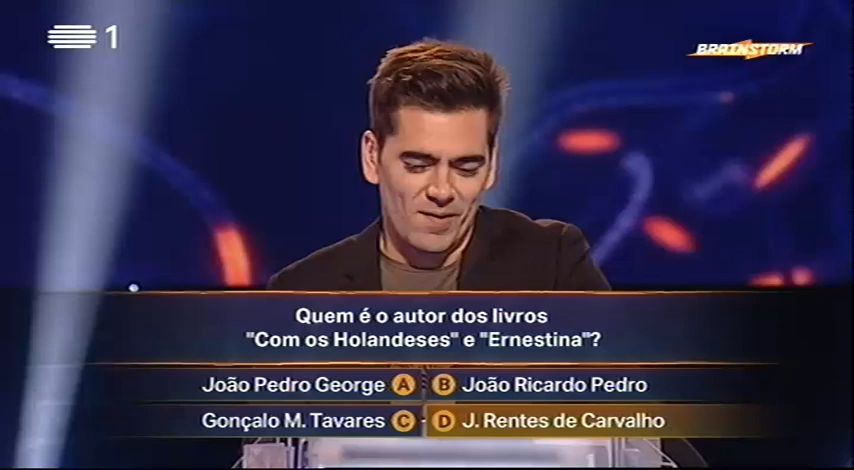 1
BRAINSTORM
Quem é o autor dos livros
"Com os Holandeses" e "Ernestina"?
João Pedro George A
B João Ricardo Pedro
Gonçalo M. Tavares C
D J. Rentes de Carvalho